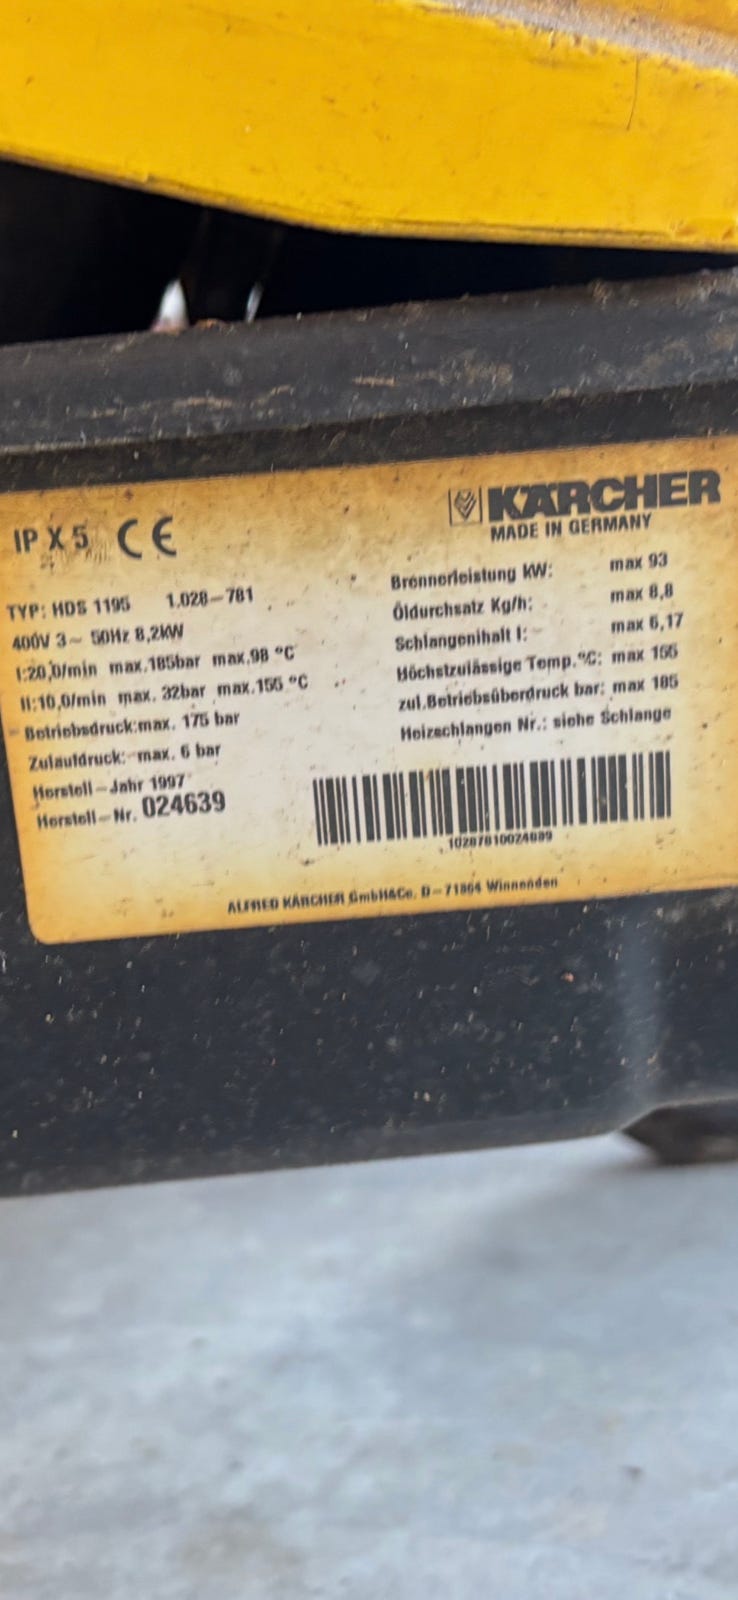 IP X 5 CE
KÄRCHER
MADE IN GERMANY
TYP: HDS 1195 1.028-781
400V 3~ 50Hz 8,2kW
I:20,0/min max.185bar max.98 °C
II:10,0/min max. 32bar max.155 °C
Betriebsdruck:max. 175 bar
Zulaufdruck: max. 6 bar
Herstell-Jahr 1997
Herstell-Nr. 024639
Brennerleistung KW: max 93
Öldurchsatz Kg/h: max 8,8
Schlangenihalt l: max 6,17
Höchstzulässige Temp.°C: max 155
zul.Betriebsüberdruck bar: max 185
Heizschlangen Nr.: siehe Schlange
ALFRED KÄRCHER GmbH&Co. D-71364 Winnenden